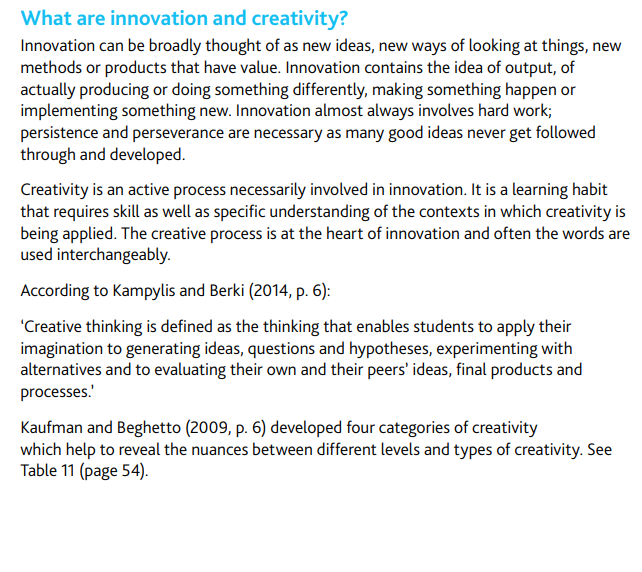 What are innovation and creativity?
Innovation can be broadly thought of as new ideas, new ways of looking at things, new
methods or products that have value. Innovation contains the idea of output, of
actually producing or doing something differently, making something happen or
implementing something new. Innovation almost always involves hard work;
persistence and perseverance are necessary as many good ideas never get followed
through and developed.
Creativity is an active process necessarily involved in innovation. It is a learning habit
that requires skill as well as specific understanding of the contexts in which creativity is
being applied. The creative process is at the heart of innovation and often the words are
used interchangeably.
According to Kampylis and Berki (2014, p. 6):
‘Creative thinking is defined as the thinking that enables students to apply their
imagination to generating ideas, questions and hypotheses, experimenting with
alternatives and to evaluating their own and their peers’ ideas, final products and
processes.’
Kaufman and Beghetto (2009, p. 6) developed four categories of creativity
which help to reveal the nuances between different levels and types of creativity. See
Table 11 (page 54).